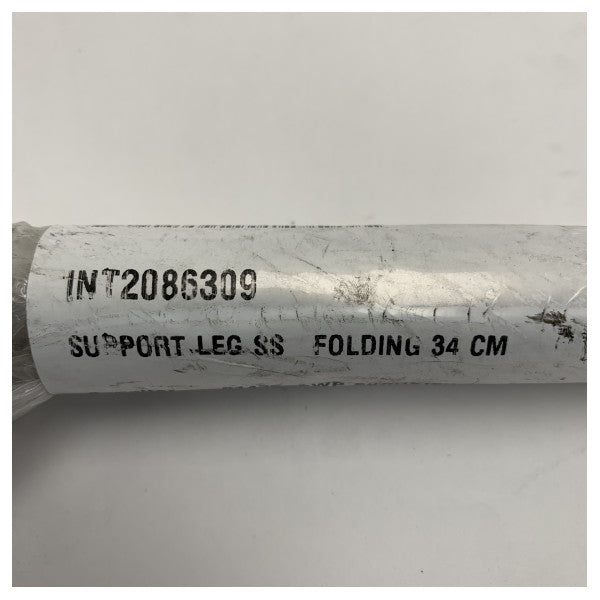 INT2086309
SUPPORT LEG SS FOLDING 34 CM